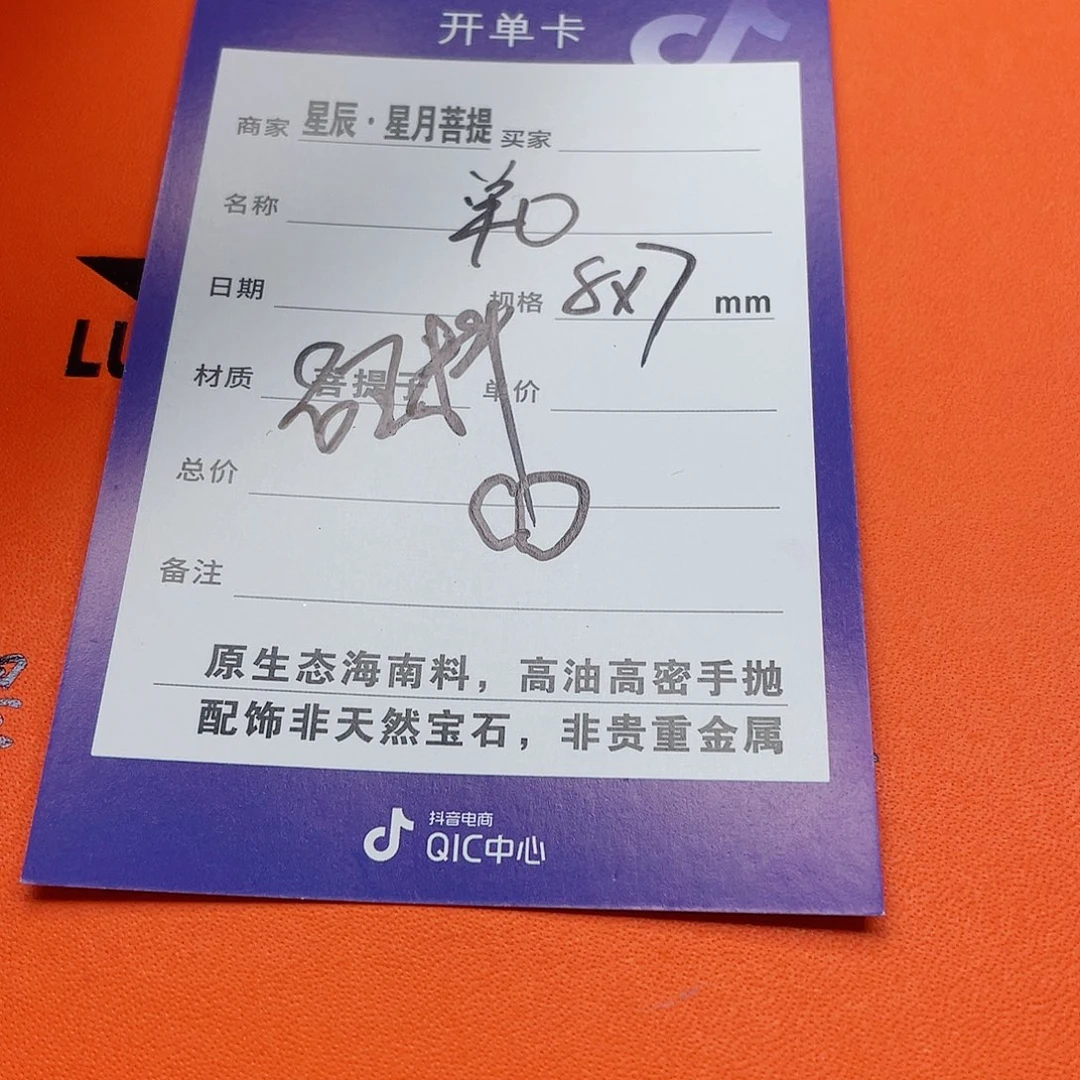 开单卡
商家 星辰·星月菩提 买家
名称
日期 规格 8x7 mm
材质 菩提子 单价
总价
备注
原生态海南料，高油高密手抛
配饰非天然宝石，非贵重金属
抖音电商
QIC中心
LU